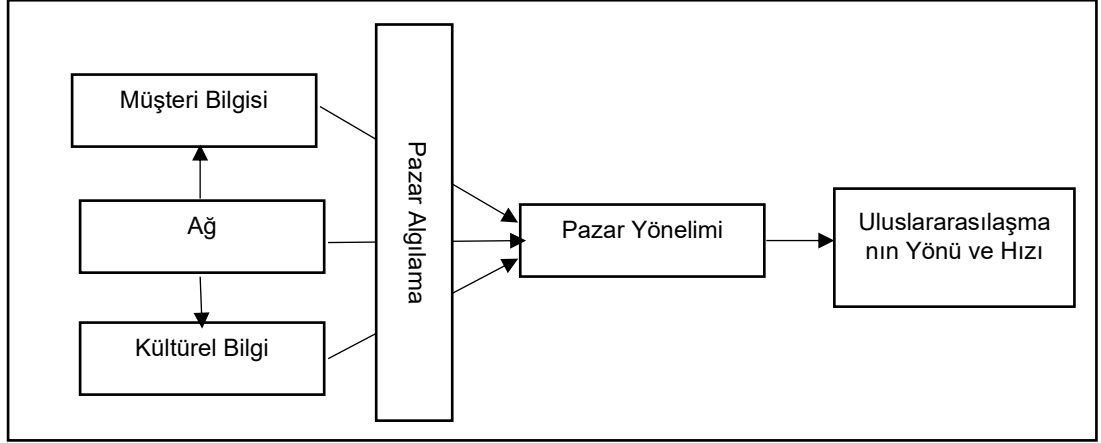 Müşteri Bilgisi
Ağ
Kültürel Bilgi
Pazar Algılama
Pazar Yönelimi
Uluslararasılaşma
nın Yönü ve Hızı